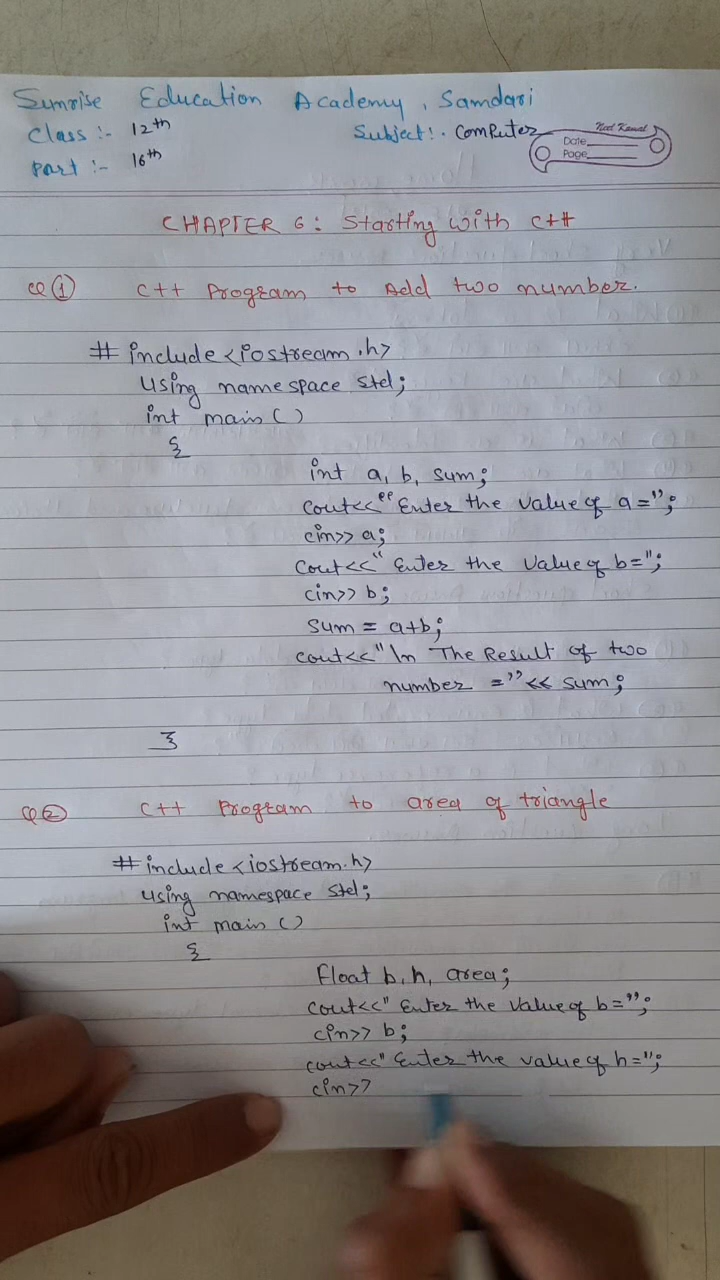 Sunrise Education Academy, Samdari
Class :- 12th Subject :- Computer
Part :- 16th
Neel Kamal
Date
Page
CHAPTER 6: Starting with C++
Q① C++ Program to Add two number.
# include <iostream.h>
using namespace std;
int main ()
{
int a, b, sum;
cout<<" Enter the value of a =";
cin>> a;
cout<<" Enter the Value of b=";
cin>> b;
sum = a+b;
cout<<"\n The Result of two
number =" << sum;
}
Q② C++ Program to area of triangle
# include <iostream.h>
using namespace std;
int main ()
{
float b, h, area;
cout<<" Enter the value of b=";
cin>> b;
cout<<" Enter the value of h=";
cin>>